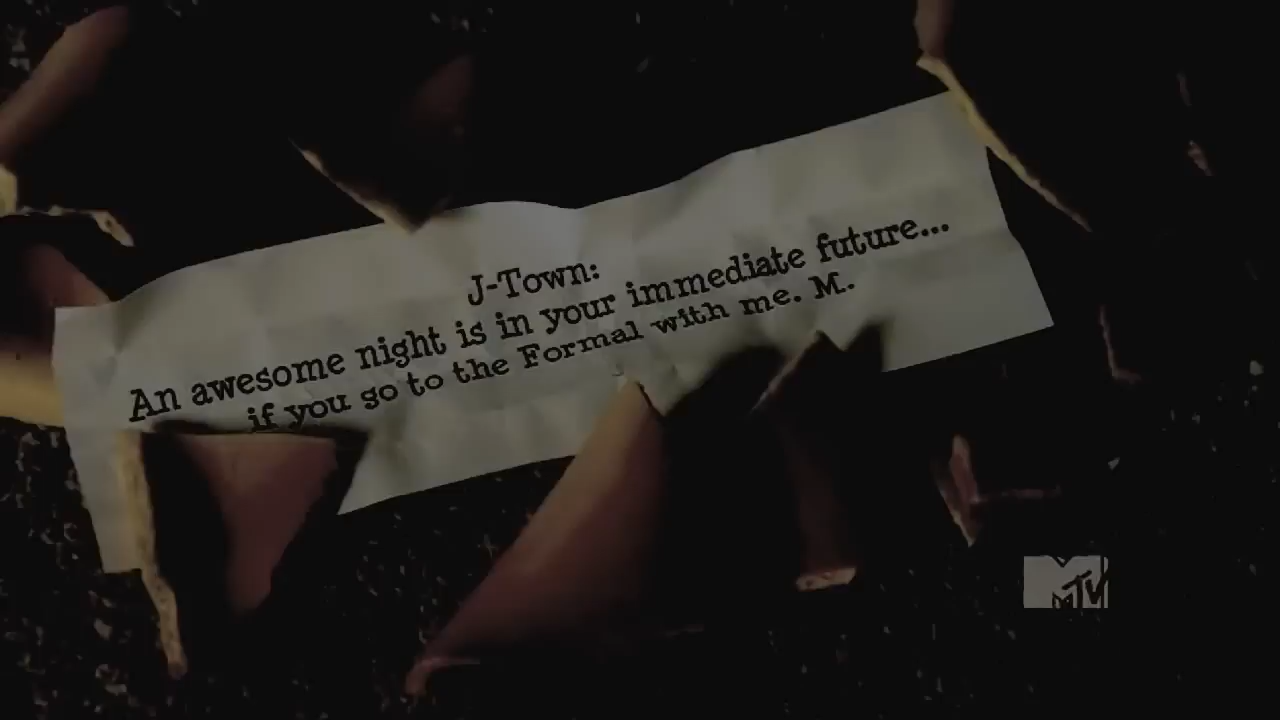 J-Town:
An awesome night is in your immediate future...
if you go to the Formal with me. M.
MTV